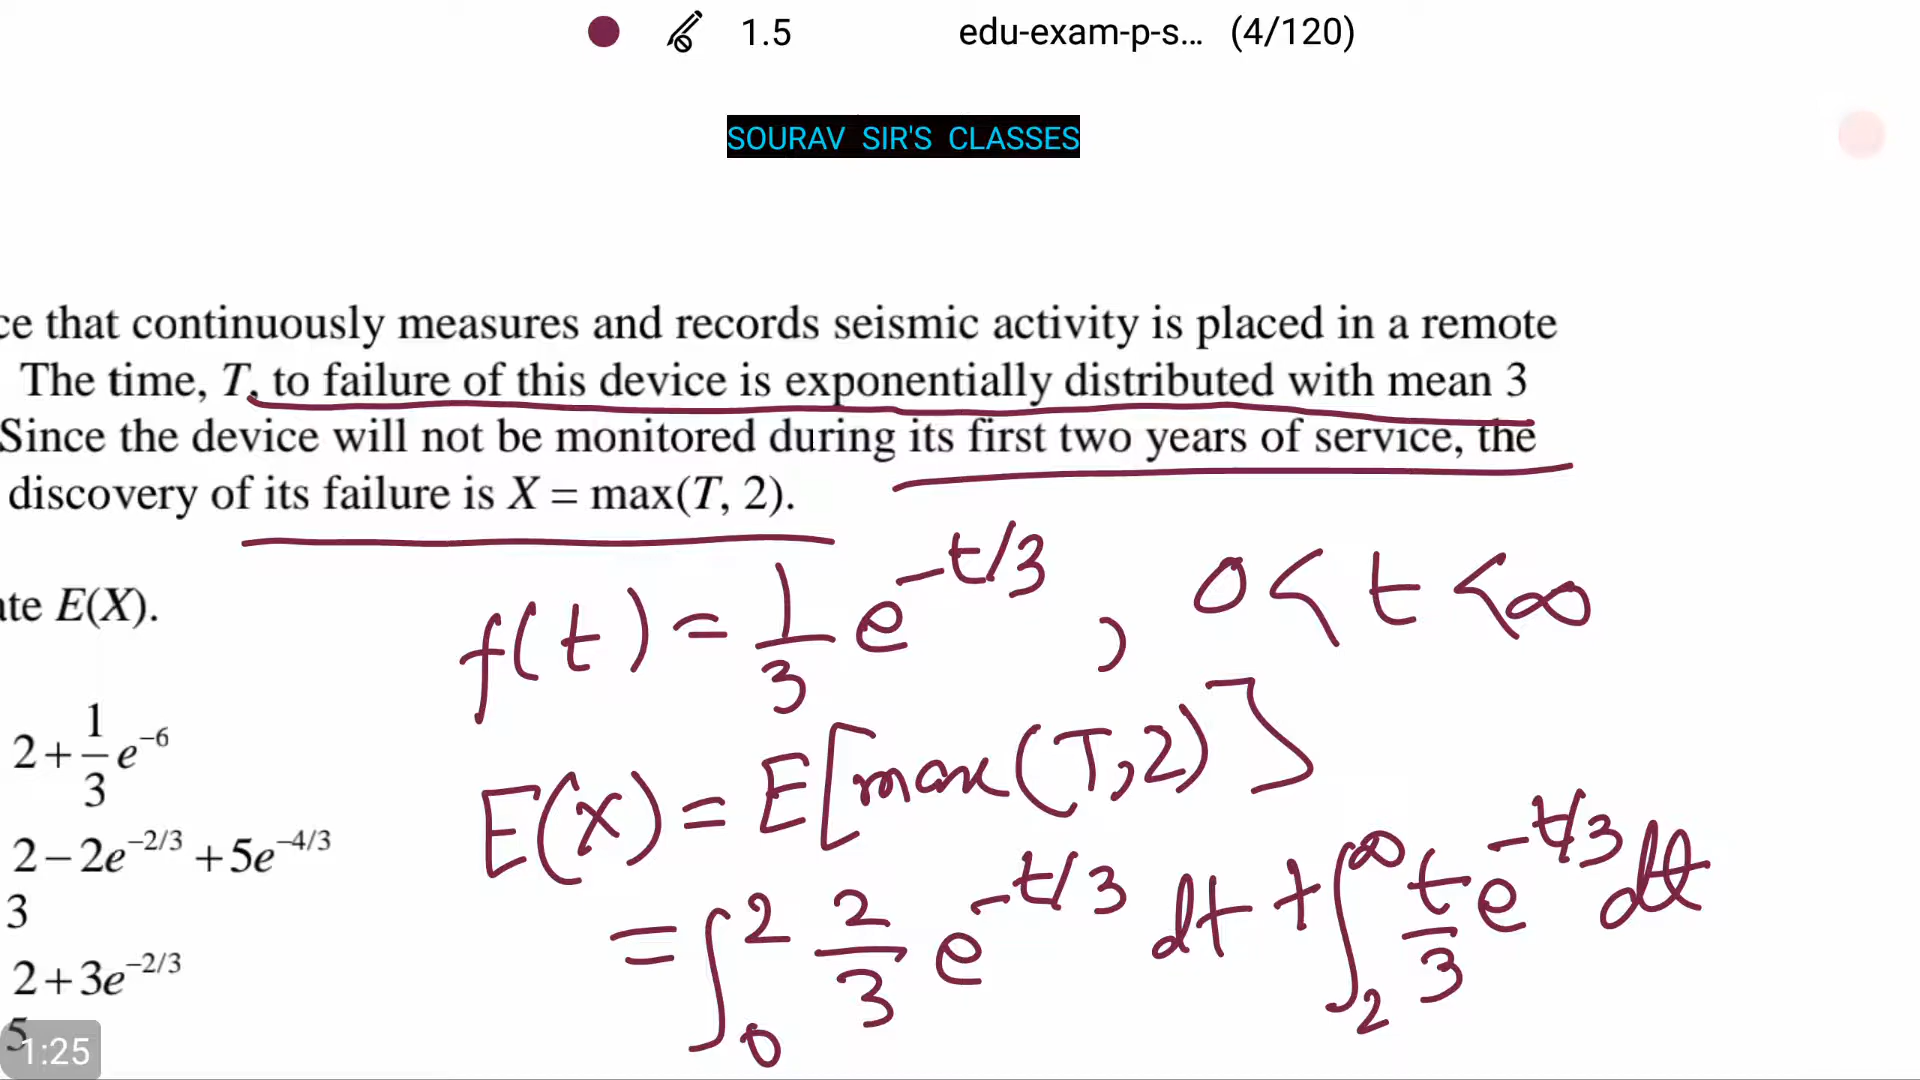 1.5 edu-exam-p-s... (4/120)
SOURAV SIR'S CLASSES
ce that continuously measures and records seismic activity is placed in a remote
The time, T, to failure of this device is exponentially distributed with mean 3
Since the device will not be monitored during its first two years of service, the
discovery of its failure is X = max(T, 2).
f(t) = 1/3 e^{-t/3} , 0 < t < ∞
ate E(X).
2 + 1/3 e^{-6}
E(X) = E[max(T,2)]
2 − 2e^{−2/3} + 5e^{−4/3}
= ∫_0^2 2/3 e^{-t/3} dt + ∫_2^∞ t/3 e^{-t/3} dt
3
2 + 3e^{−2/3}
5
1:25